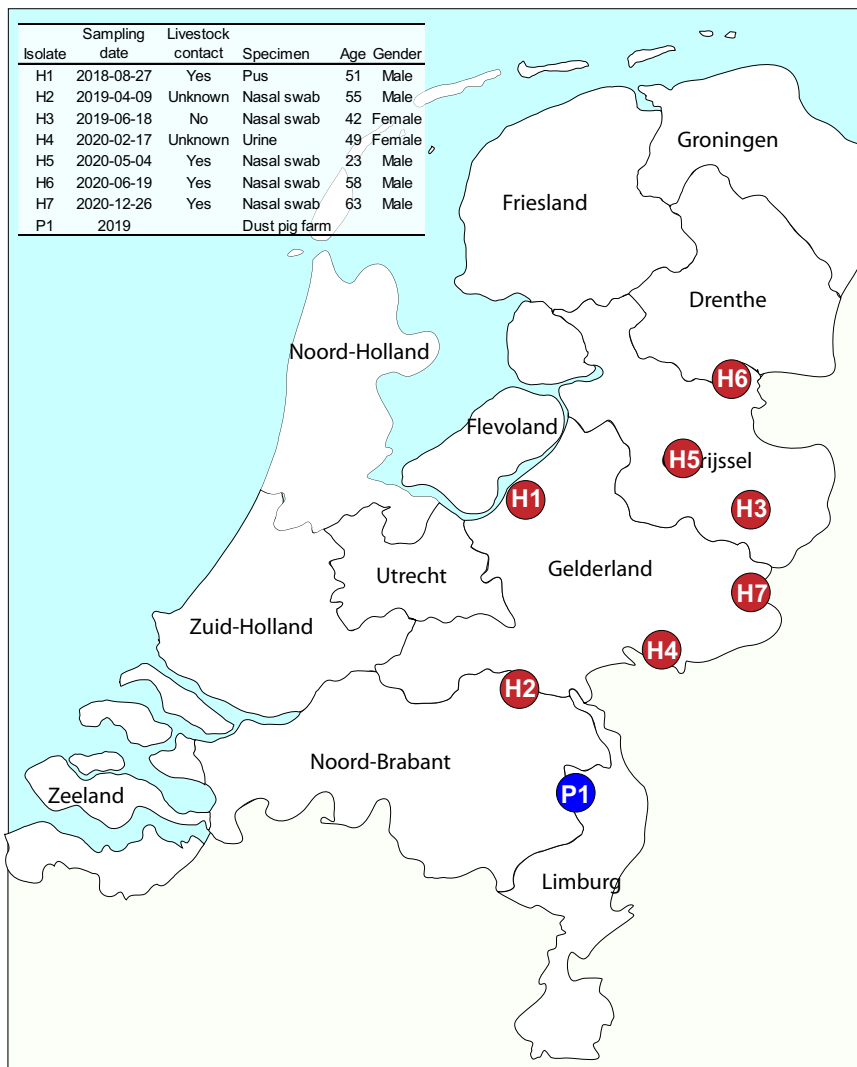 Isolate Sampling date Livestock contact Specimen Age Gender
H1 2018-08-27 Yes Pus 51 Male
H2 2019-04-09 Unknown Nasal swab 55 Male
H3 2019-06-18 No Nasal swab 42 Female
H4 2020-02-17 Unknown Urine 49 Female
H5 2020-05-04 Yes Nasal swab 23 Male
H6 2020-06-19 Yes Nasal swab 58 Male
H7 2020-12-26 Yes Nasal swab 63 Male
P1 2019 Dust pig farm
Groningen
Friesland
Drenthe
Noord-Holland
H6
Flevoland
H5 rijssel
H1
H3
Gelderland
Utrecht
H7
Zuid-Holland
H4
H2
Noord-Brabant
P1
Zeeland
Limburg